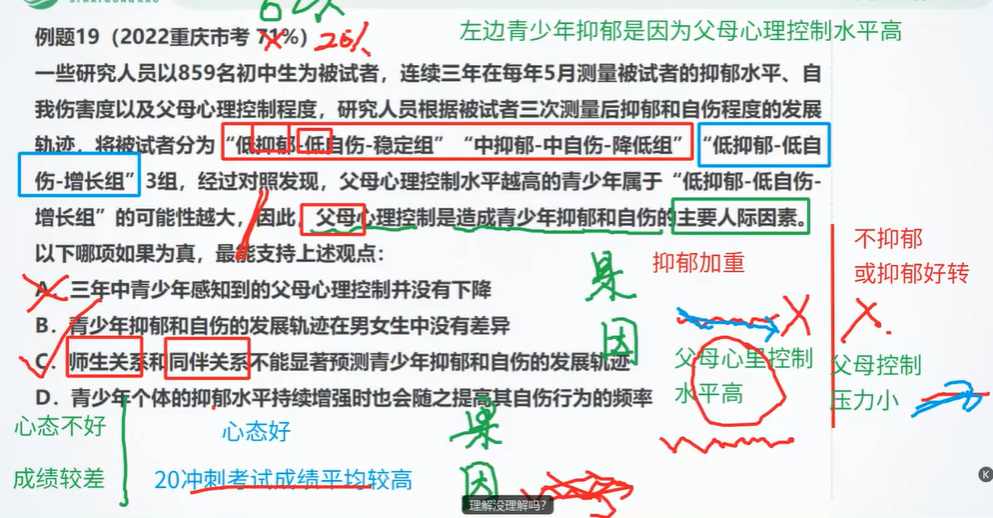 例题19（2022重庆市考 71%） 26%
左边青少年抑郁是因为父母心理控制水平高
一些研究人员以859名初中生为被试者，连续三年在每年5月测量被试者的抑郁水平、自
我伤害度以及父母心理控制程度，研究人员根据被试者三次测量后抑郁和自伤程度的发展
轨迹，将被试者分为“低抑郁-低自伤-稳定组”“中抑郁-中自伤-降低组”“低抑郁-低自
伤-增长组”3组，经过对照发现，父母心理控制水平越高的青少年属于“低抑郁-低自伤-
增长组”的可能性越大，因此，父母心理控制是造成青少年抑郁和自伤的主要人际因素。
以下哪项如果为真，最能支持上述观点：
A．三年中青少年感知到的父母心理控制并没有下降
B．青少年抑郁和自伤的发展轨迹在男女生中没有差异
C．师生关系和同伴关系不能显著预测青少年抑郁和自伤的发展轨迹
D．青少年个体的抑郁水平持续增强时也会随之提高其自伤行为的频率
果
因
抑郁加重
不抑郁
或抑郁好转
父母心里控制
水平高
父母控制
压力小
心态不好
成绩较差
心态好
20冲刺考试成绩平均较高
果
因
理解没理解吗?
K